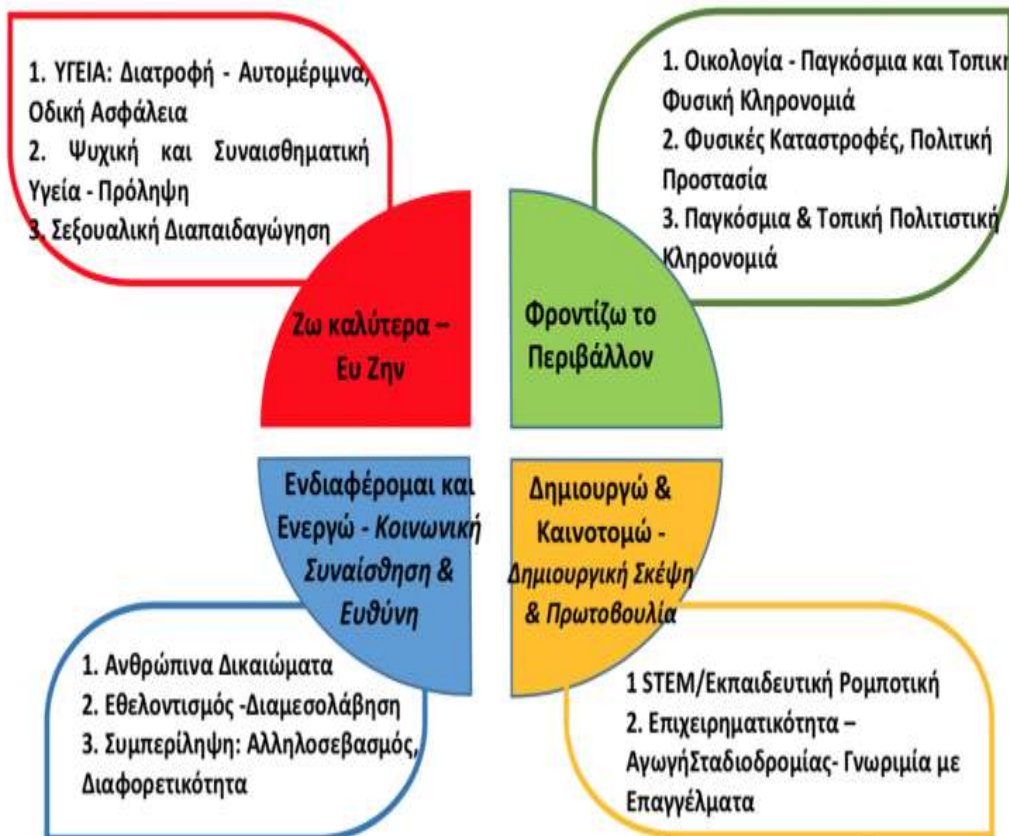 1. ΥΓΕΙΑ: Διατροφή - Αυτομέριμνα,
Οδική Ασφάλεια
2. Ψυχική και Συναισθηματική
Υγεία - Πρόληψη
3. Σεξουαλική Διαπαιδαγώγηση
1. Οικολογία - Παγκόσμια και Τοπική
Φυσική Κληρονομιά
2. Φυσικές Καταστροφές, Πολιτική
Προστασία
3. Παγκόσμια & Τοπική Πολιτιστική
Κληρονομιά
Ζω καλύτερα –
Ευ Ζην
Φροντίζω το
Περιβάλλον
Ενδιαφέρομαι και
Ενεργώ - Κοινωνική
Συναίσθηση &
Ευθύνη
Δημιουργώ &
Καινοτομώ -
Δημιουργική Σκέψη
& Πρωτοβουλία
1. Ανθρώπινα Δικαιώματα
2. Εθελοντισμός -Διαμεσολάβηση
3. Συμπερίληψη: Αλληλοσεβασμός,
Διαφορετικότητα
1 STEM/Εκπαιδευτική Ρομποτική
2. Επιχειρηματικότητα –
ΑγωγήΣταδιοδρομίας- Γνωριμία με
Επαγγέλματα